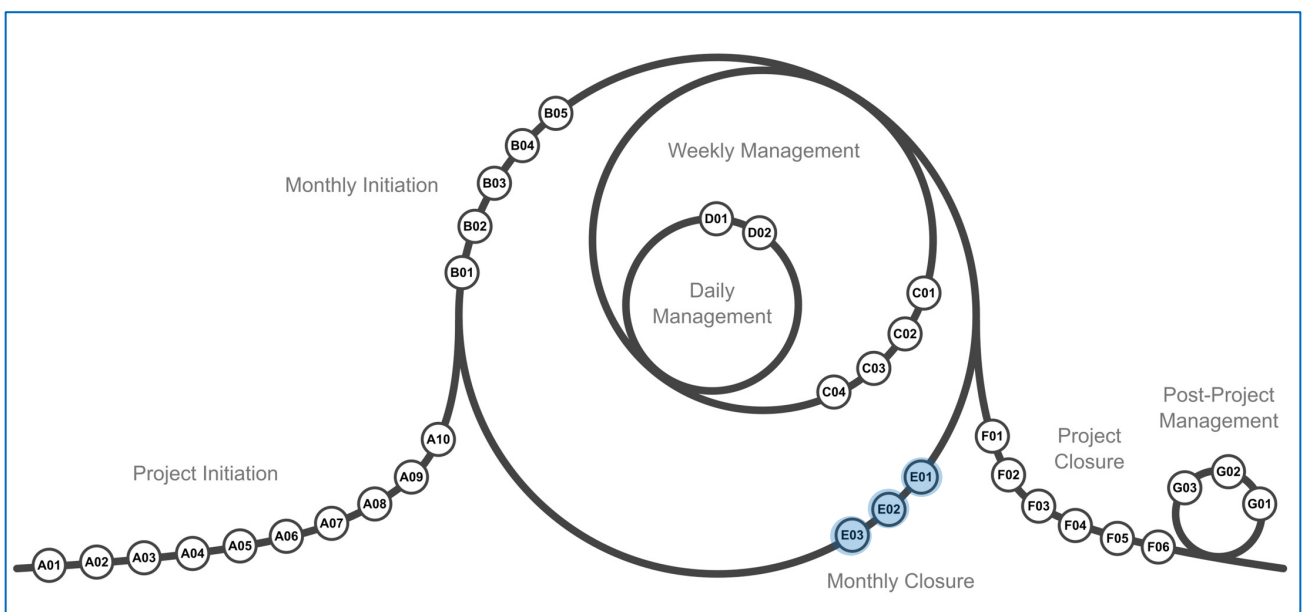 B05
B04
Weekly Management
B03
Monthly Initiation
D01
B02
D02
B01
Daily
Management
C01
C02
C03
C04
Post-Project
Management
A10
F01
Project
Closure
Project Initiation
A09
E01
F02
G02
G03
G01
A08
E02
F03
A07
F04
A06
E03
F05
A05
F06
A04
A03
A02
A01
Monthly Closure